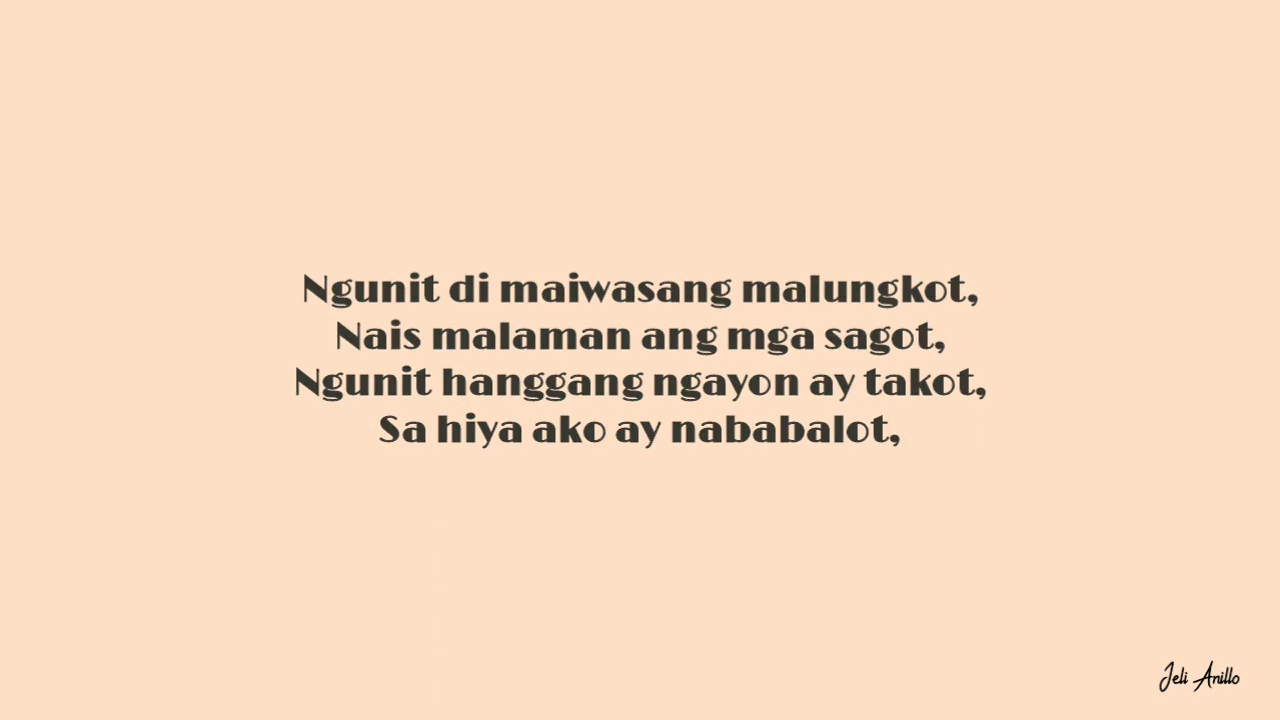 Ngunit di maiwasang malungkot,
Nais malaman ang mga sagot,
Ngunit hanggang ngayon ay takot,
Sa hiya ako ay nababalot,
Jeli Anillo